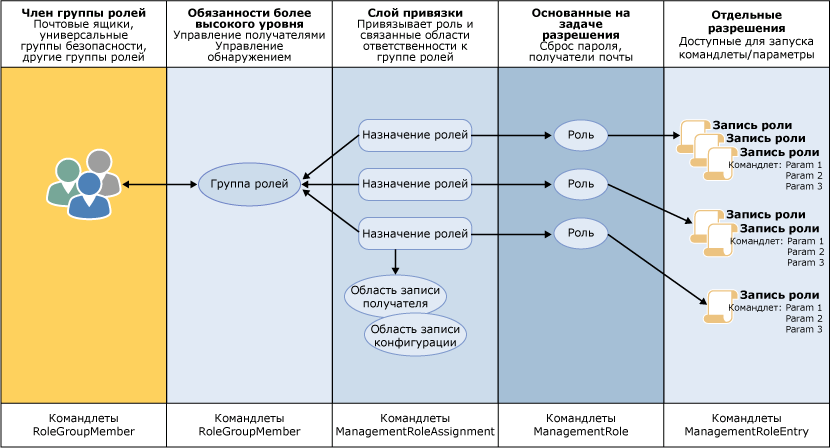 Член группы ролей
Почтовые ящики,
универсальные
группы безопасности,
другие группы ролей
Обязанности более
высокого уровня
Управление получателями
Управление
обнаружением
Слой привязки
Привязывает роль и
связанные области
ответственности к
группе ролей
Основанные на
задаче
разрешения
Сброс пароля,
получатели почты
Отдельные
разрешения
Доступные для запуска
командлеты/параметры
Группа ролей
Назначение ролей
Назначение ролей
Назначение ролей
Область записи
получателя
Область записи
конфигурации
Роль
Роль
Роль
Запись роли
Запись роли
Запись роли
Командлет: Param 1
Param 2
Param 3
Запись роли
Запись роли
Командлет: Param 1
Param 2
Param 3
Запись роли
Командлет: Param 1
Param 2
Param 3
Командлеты
RoleGroupMember
Командлеты
RoleGroupMember
Командлеты
ManagementRoleAssignment
Командлеты
ManagementRole
Командлеты
ManagementRoleEntry